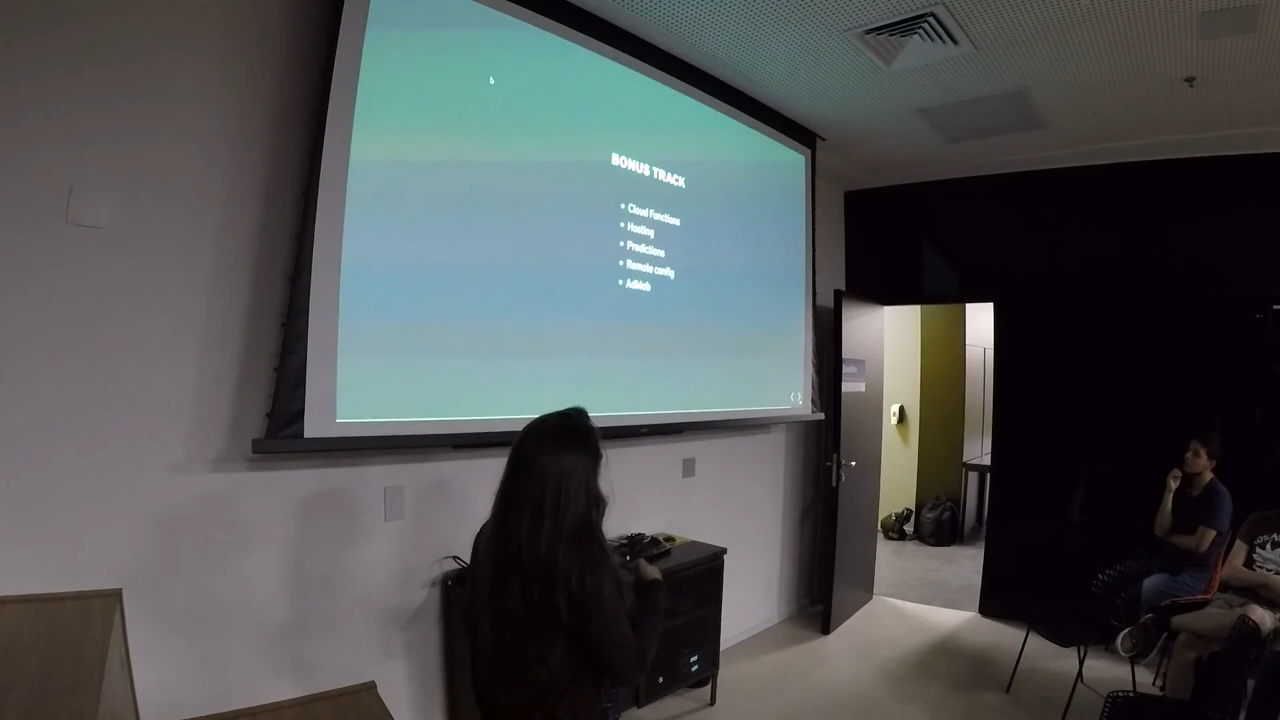 BONUS TRACK
• Cloud Functions
• Hosting
• Predictions
• Remote config
• AdMob